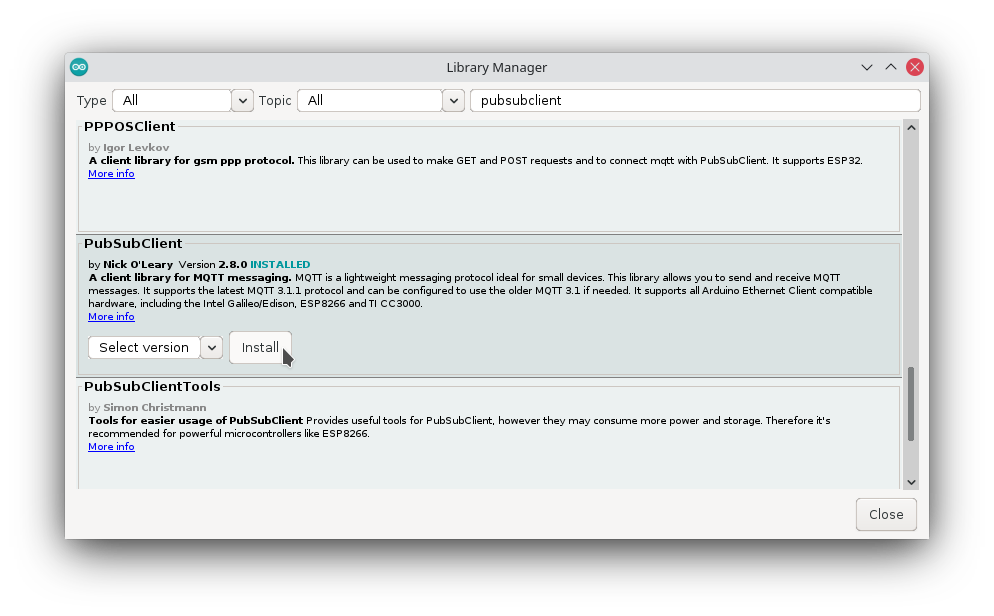 Library Manager
Type All Topic All pubsubclient
PPPOSClient
by Igor Levkov
A client library for gsm ppp protocol. This library can be used to make GET and POST requests and to connect mqtt with PubSubClient. It supports ESP32.
More info
PubSubClient
by Nick O'Leary Version 2.8.0 INSTALLED
A client library for MQTT messaging. MQTT is a lightweight messaging protocol ideal for small devices. This library allows you to send and receive MQTT
messages. It supports the latest MQTT 3.1.1 protocol and can be configured to use the older MQTT 3.1 if needed. It supports all Arduino Ethernet Client compatible
hardware, including the Intel Galileo/Edison, ESP8266 and TI CC3000.
More info
Select version Install
PubSubClientTools
by Simon Christmann
Tools for easier usage of PubSubClient Provides useful tools for PubSubClient, however they may consume more power and storage. Therefore it's
recommended for powerful microcontrollers like ESP8266.
More info
Close